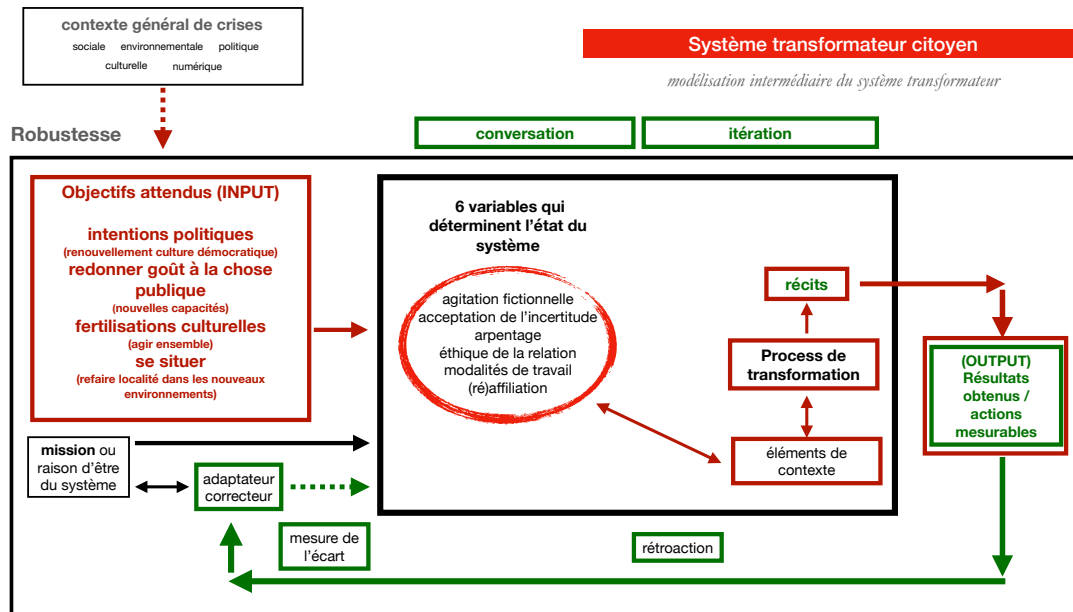 contexte général de crises
sociale environnementale politique
culturelle numérique
Système transformateur citoyen
modélisation intermédiaire du système transformateur
Robustesse
conversation
itération
Objectifs attendus (INPUT)
intentions politiques
(renouvellement culture démocratique)
redonner goût à la chose
publique
(nouvelles capacités)
fertilisations culturelles
(agir ensemble)
se situer
(refaire localité dans les nouveaux
environnements)
6 variables qui
déterminent l’état du
système
agitation fictionnelle
acceptation de l’incertitude
arpentage
éthique de la relation
modalités de travail
(ré)affiliation
récits
Process de
transformation
éléments de
contexte
(OUTPUT)
Résultats
obtenus /
actions
mesurables
mission ou
raison d’être
du système
adaptateur
correcteur
mesure de
l’écart
rétroaction